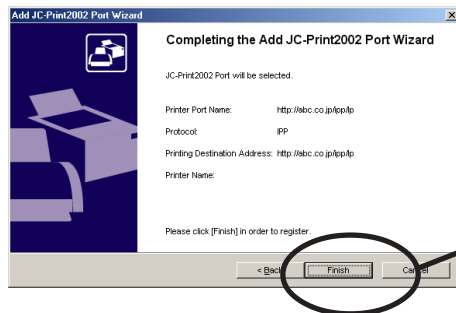 Add JC-Print2002 Port Wizard
Completing the Add JC-Print2002 Port Wizard
JC-Print2002 Port will be selected.
Printer Port Name: http://abc.co.jp/ipp/lp
Protocol: IPP
Printing Destination Address: http://abc.co.jp/ipp/lp
Printer Name:
Please click [Finish] in order to register.
< Back Finish Cancel